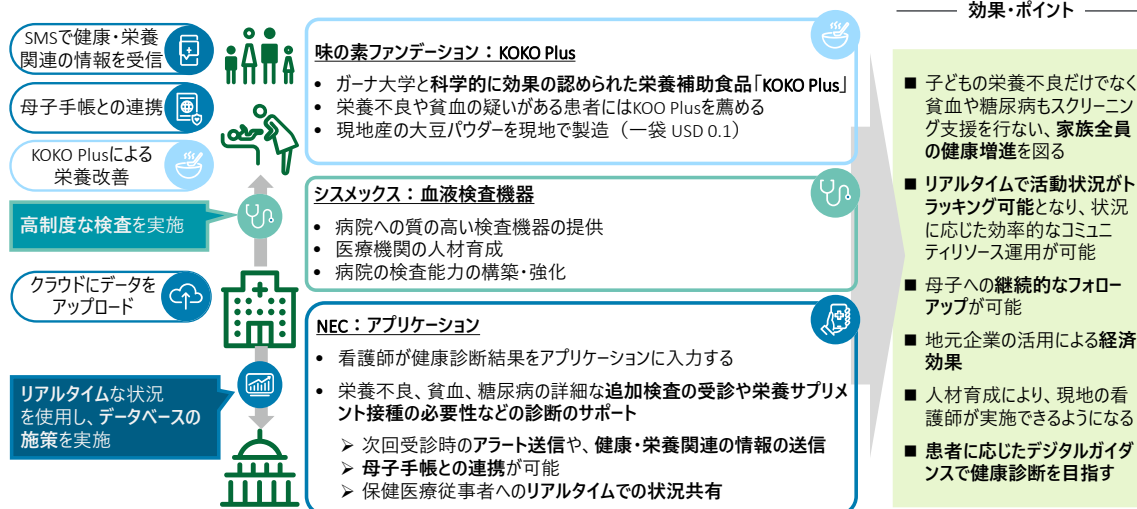 SMSで健康・栄養
関連の情報を受信
母子手帳との連携
KOKO Plusによる
栄養改善
高制度な検査を実施
クラウドにデータを
アップロード
リアルタイムな状況
を使用し、データベースの
施策を実施
味の素ファンデーション：KOKO Plus
• ガーナ大学と科学的に効果の認められた栄養補助食品「KOKO Plus」
• 栄養不良や貧血の疑いがある患者にはKOO Plusを薦める
• 現地産の大豆パウダーを現地で製造（一袋 USD 0.1）
シスメックス：血液検査機器
• 病院への質の高い検査機器の提供
• 医療機関の人材育成
• 病院の検査能力の構築・強化
NEC：アプリケーション
• 看護師が健康診断結果をアプリケーションに入力する
• 栄養不良、貧血、糖尿病の詳細な追加検査の受診や栄養サプリメ
ント接種の必要性などの診断のサポート
➢ 次回受診時のアラート送信や、健康・栄養関連の情報の送信
➢ 母子手帳との連携が可能
➢ 保健医療従事者へのリアルタイムでの状況共有
効果・ポイント
■ 子どもの栄養不良だけでなく
貧血や糖尿病もスクリーニン
グ支援を行ない、家族全員
の健康増進を図る
■ リアルタイムで活動状況がト
ラッキング可能となり、状況
に応じた効率的なコミュニ
ティリソース運用が可能
■ 母子への継続的なフォロー
アップが可能
■ 地元企業の活用による経済
効果
■ 人材育成により、現地の看
護師が実施できるようになる
■ 患者に応じたデジタルガイダ
ンスで健康診断を目指す